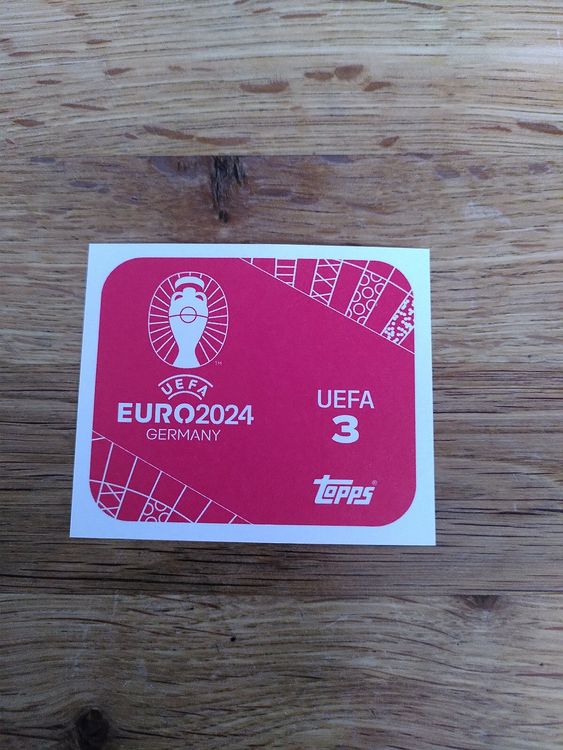 UEFA
EURO2024
GERMANY
UEFA
3
topps